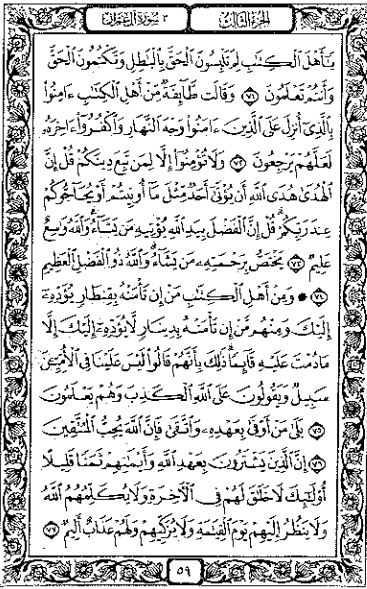 الجزء الثالث ٣ سورة آل عمران
يَٰٓأَهْلَ ٱلْكِتَٰبِ لِمَ تَلْبِسُونَ ٱلْحَقَّ بِٱلْبَٰطِلِ وَتَكْتُمُونَ ٱلْحَقَّ
وَأَنتُمْ تَعْلَمُونَ ٧١ وَقَالَت طَّآئِفَةٌ مِّنْ أَهْلِ ٱلْكِتَٰبِ ءَامِنُوا۟
بِٱلَّذِىٓ أُنزِلَ عَلَى ٱلَّذِينَ ءَامَنُوا۟ وَجْهَ ٱلنَّهَارِ وَٱكْفُرُوٓا۟ ءَاخِرَهُۥ
لَعَلَّهُمْ يَرْجِعُونَ ٧٢ وَلَا تُؤْمِنُوٓا۟ إِلَّا لِمَن تَبِعَ دِينَكُمْ قُلْ إِنَّ
ٱلْهُدَىٰ هُدَى ٱللَّهِ أَن يُؤْتَىٰٓ أَحَدٌ مِّثْلَ مَآ أُوتِيتُمْ أَوْ يُحَآجُّوكُمْ
عِندَ رَبِّكُمْ قُلْ إِنَّ ٱلْفَضْلَ بِيَدِ ٱللَّهِ يُؤْتِيهِ مَن يَشَآءُ وَٱللَّهُ وَٰسِعٌ
عَلِيمٌ ٧٣ يَخْتَصُّ بِرَحْمَتِهِۦ مَن يَشَآءُ وَٱللَّهُ ذُو ٱلْفَضْلِ ٱلْعَظِيمِ
٧٤ ۞ وَمِنْ أَهْلِ ٱلْكِتَٰبِ مَنْ إِن تَأْمَنْهُ بِقِنطَارٍ يُؤَدِّهِۦٓ
إِلَيْكَ وَمِنْهُم مَّنْ إِن تَأْمَنْهُ بِدِينَارٍ لَّا يُؤَدِّهِۦٓ إِلَيْكَ إِلَّا
مَا دُمْتَ عَلَيْهِ قَآئِمًا ذَٰلِكَ بِأَنَّهُمْ قَالُوا۟ لَيْسَ عَلَيْنَا فِى ٱلْأُمِّيِّۦنَ
سَبِيلٌ وَيَقُولُونَ عَلَى ٱللَّهِ ٱلْكَذِبَ وَهُمْ يَعْلَمُونَ
٧٥ بَلَىٰ مَنْ أَوْفَىٰ بِعَهْدِهِۦ وَٱتَّقَىٰ فَإِنَّ ٱللَّهَ يُحِبُّ ٱلْمُتَّقِينَ
٧٦ إِنَّ ٱلَّذِينَ يَشْتَرُونَ بِعَهْدِ ٱللَّهِ وَأَيْمَٰنِهِمْ ثَمَنًا قَلِيلًا
أُو۟لَٰٓئِكَ لَا خَلَٰقَ لَهُمْ فِى ٱلْءَاخِرَةِ وَلَا يُكَلِّمُهُمُ ٱللَّهُ
وَلَا يَنظُرُ إِلَيْهِمْ يَوْمَ ٱلْقِيَٰمَةِ وَلَا يُزَكِّيهِمْ وَلَهُمْ عَذَابٌ أَلِيمٌ ٧٧
٥٩